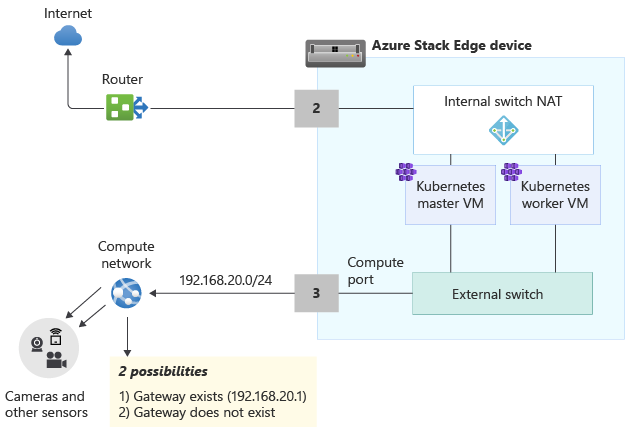 Internet
Azure Stack Edge device
Router
2
Internal switch NAT
Kubernetes
master VM
Kubernetes
worker VM
Compute
network
192.168.20.0/24
3
Compute
port
External switch
Cameras and
other sensors
2 possibilities
1) Gateway exists (192.168.20.1)
2) Gateway does not exist